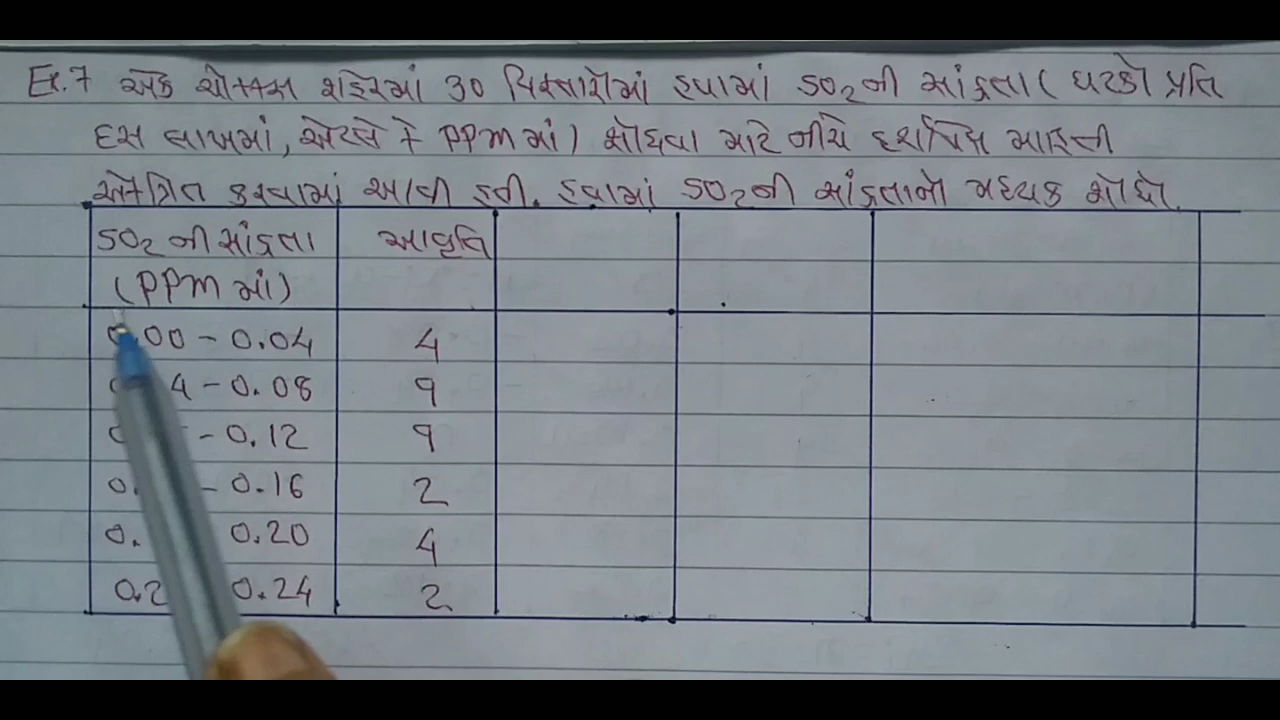 Ex.7 એક ચોક્કસ શહેરમાં 30 વિસ્તારોમાં હવામાં SO₂ની સાંદ્રતા (ઘટકો પ્રતિ
દસ લાખમાં, એટલે કે PPM માં) શોધવા માટે નીચે દર્શાવેલ માહિતી
એકત્રિત કરવામાં આવી હતી. હવામાં SO₂ની સાંદ્રતાનો મધ્યક શોધો.
SO₂ ની સાંદ્રતા આવૃતિ
(PPM માં)
0.00 - 0.04 4
- 0.08 9
- 0.12 9
- 0.16 2
0.20 4
0.24 2